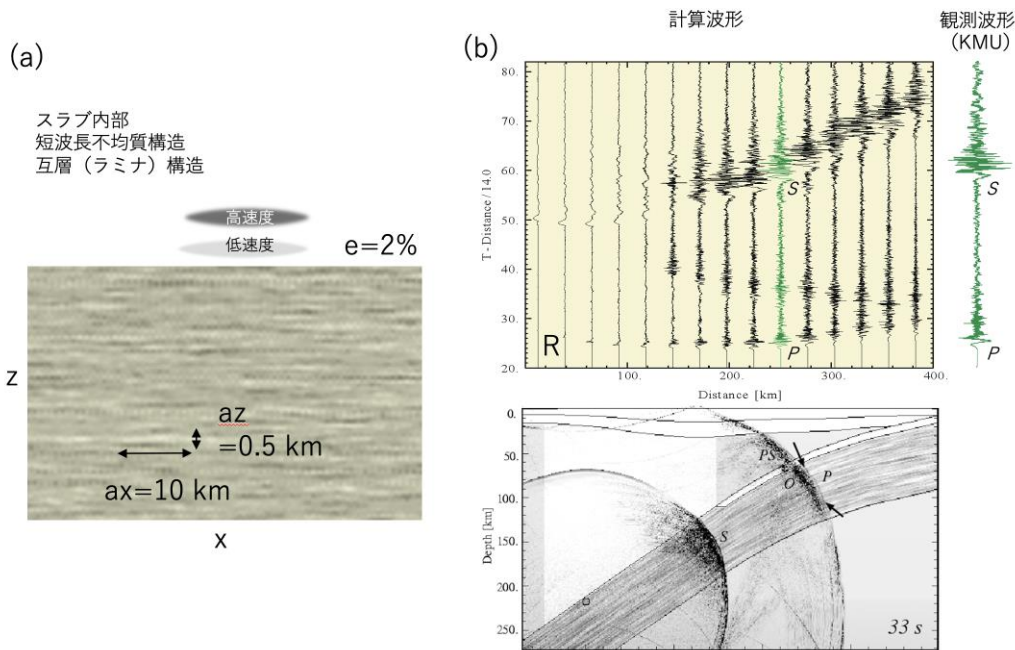 計算波形
観測波形
(KMU)
(a)
(b)
スラブ内部
短波長不均質構造
互層（ラミナ）構造
高速度
低速度
e=2%
z
az
=0.5 km
ax=10 km
x
80.
70.
60.
50.
40.
30.
20.
T - Distance / 14.0
R
S
P
S
P
100.
200.
300.
400.
Distance [km]
0.
50.
100.
150.
200.
250.
Depth [km]
PS
O
P
S
33 s